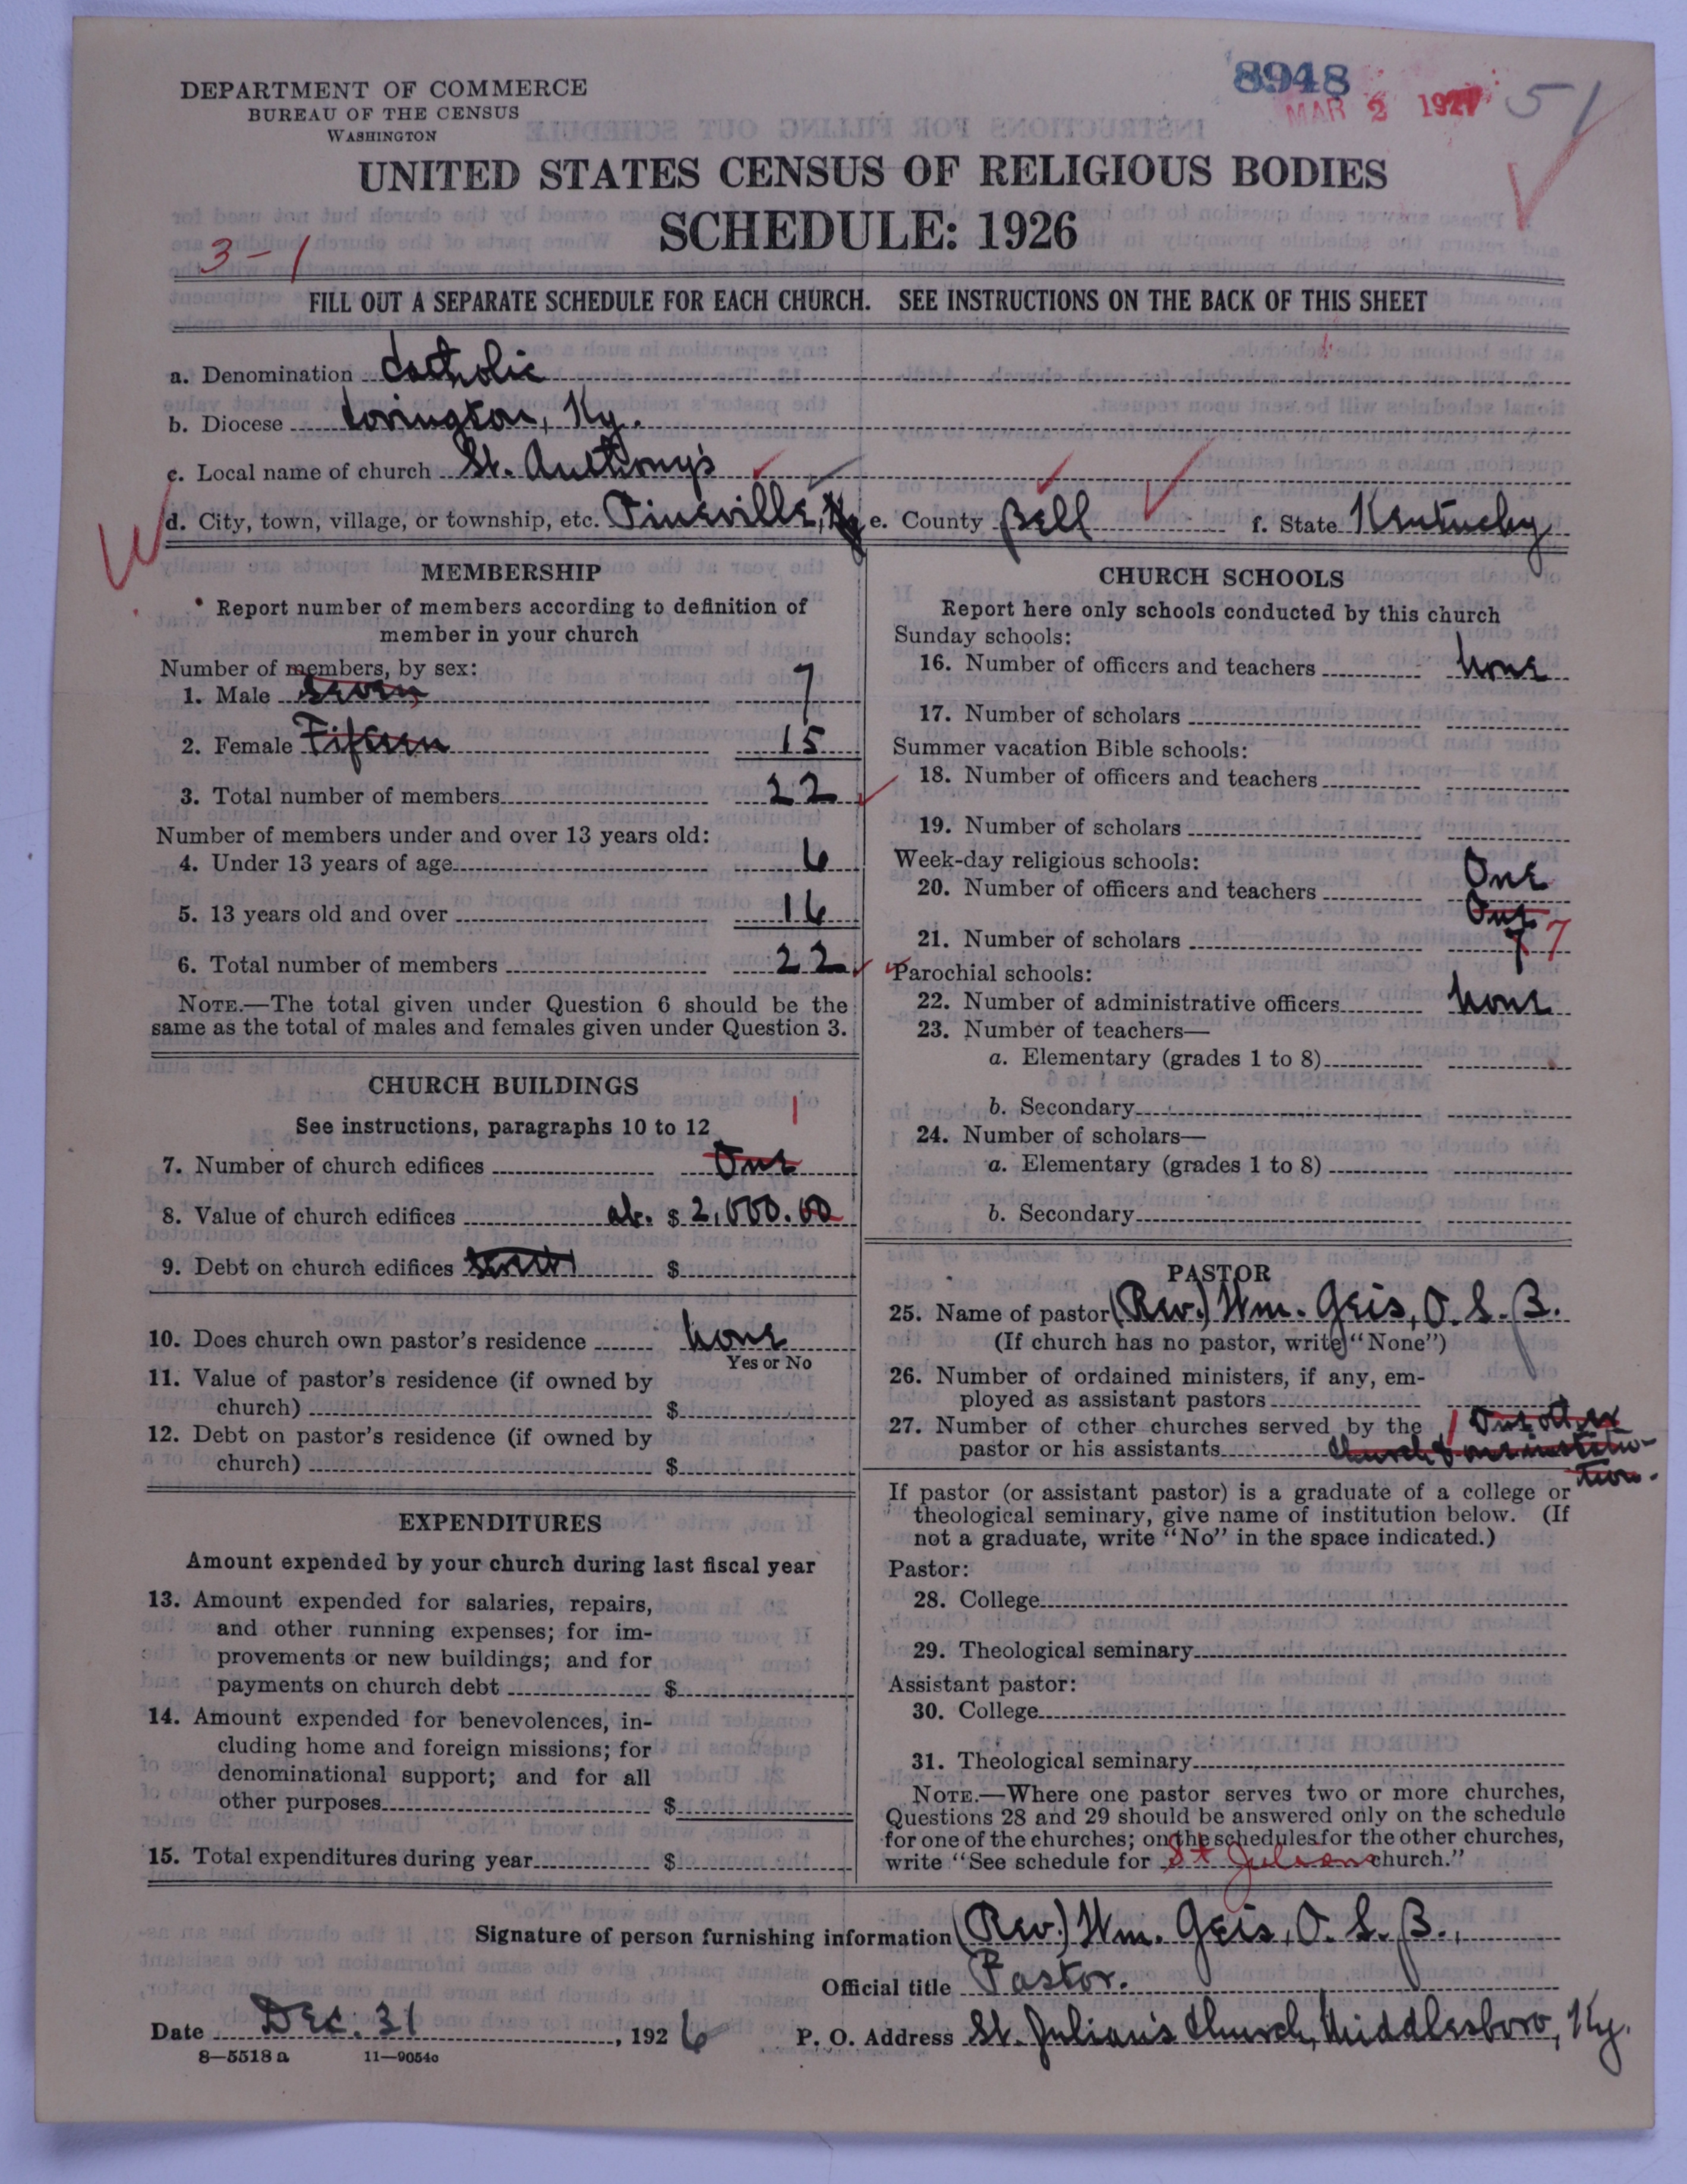 DEPARTMENT OF COMMERCE
BUREAU OF THE CENSUS
WASHINGTON
8948
MAR 2 1927
51
UNITED STATES CENSUS OF RELIGIOUS BODIES
SCHEDULE: 1926
3-1
FILL OUT A SEPARATE SCHEDULE FOR EACH CHURCH. SEE INSTRUCTIONS ON THE BACK OF THIS SHEET
a. Denomination Catholic
b. Diocese Covington, Ky.
c. Local name of church St. Anthony's
d. City, town, village, or township, etc. Pineville, Ky e. County Bell f. State Kentucky
MEMBERSHIP
Report number of members according to definition of
member in your church
Number of members, by sex:
1. Male Seven 7
2. Female Fifteen 15
3. Total number of members 22
Number of members under and over 13 years old:
4. Under 13 years of age 6
5. 13 years old and over 16
6. Total number of members 22
NOTE.—The total given under Question 6 should be the
same as the total of males and females given under Question 3.
CHURCH BUILDINGS
See instructions, paragraphs 10 to 12
1
7. Number of church edifices One
8. Value of church edifices ab. $ 2,000.00
9. Debt on church edifices $
10. Does church own pastor's residence none
Yes or No
11. Value of pastor's residence (if owned by
church) $
12. Debt on pastor's residence (if owned by
church) $
EXPENDITURES
Amount expended by your church during last fiscal year
13. Amount expended for salaries, repairs,
and other running expenses; for im-
provements or new buildings; and for
payments on church debt $
14. Amount expended for benevolences, in-
cluding home and foreign missions; for
denominational support; and for all
other purposes $
15. Total expenditures during year $
CHURCH SCHOOLS
Report here only schools conducted by this church
Sunday schools:
16. Number of officers and teachers none
17. Number of scholars
Summer vacation Bible schools:
18. Number of officers and teachers
19. Number of scholars
Week-day religious schools:
20. Number of officers and teachers One
One
21. Number of scholars 7 7
Parochial schools:
22. Number of administrative officers none
23. Number of teachers—
a. Elementary (grades 1 to 8)
b. Secondary
24. Number of scholars—
a. Elementary (grades 1 to 8)
b. Secondary
PASTOR
25. Name of pastor (Rev.) Wm. Geis, O. S. B.
(If church has no pastor, write "None")
26. Number of ordained ministers, if any, em-
ployed as assistant pastors
27. Number of other churches served by the 1 One other
pastor or his assistants church & one institu-
tion.
If pastor (or assistant pastor) is a graduate of a college or
theological seminary, give name of institution below. (If
not a graduate, write "No" in the space indicated.)
Pastor:
28. College
29. Theological seminary
Assistant pastor:
30. College
31. Theological seminary
NOTE.—Where one pastor serves two or more churches,
Questions 28 and 29 should be answered only on the schedule
for one of the churches; on the schedules for the other churches,
write "See schedule for St Juliens church."
Signature of person furnishing information (Rev.) Wm. Geis, O. S. B.,
Official title Pastor.
Date Dec. 31, 1926 P. O. Address St. Julian's Church, Middlesboro, Ky.
8—5518 a 11—9054c